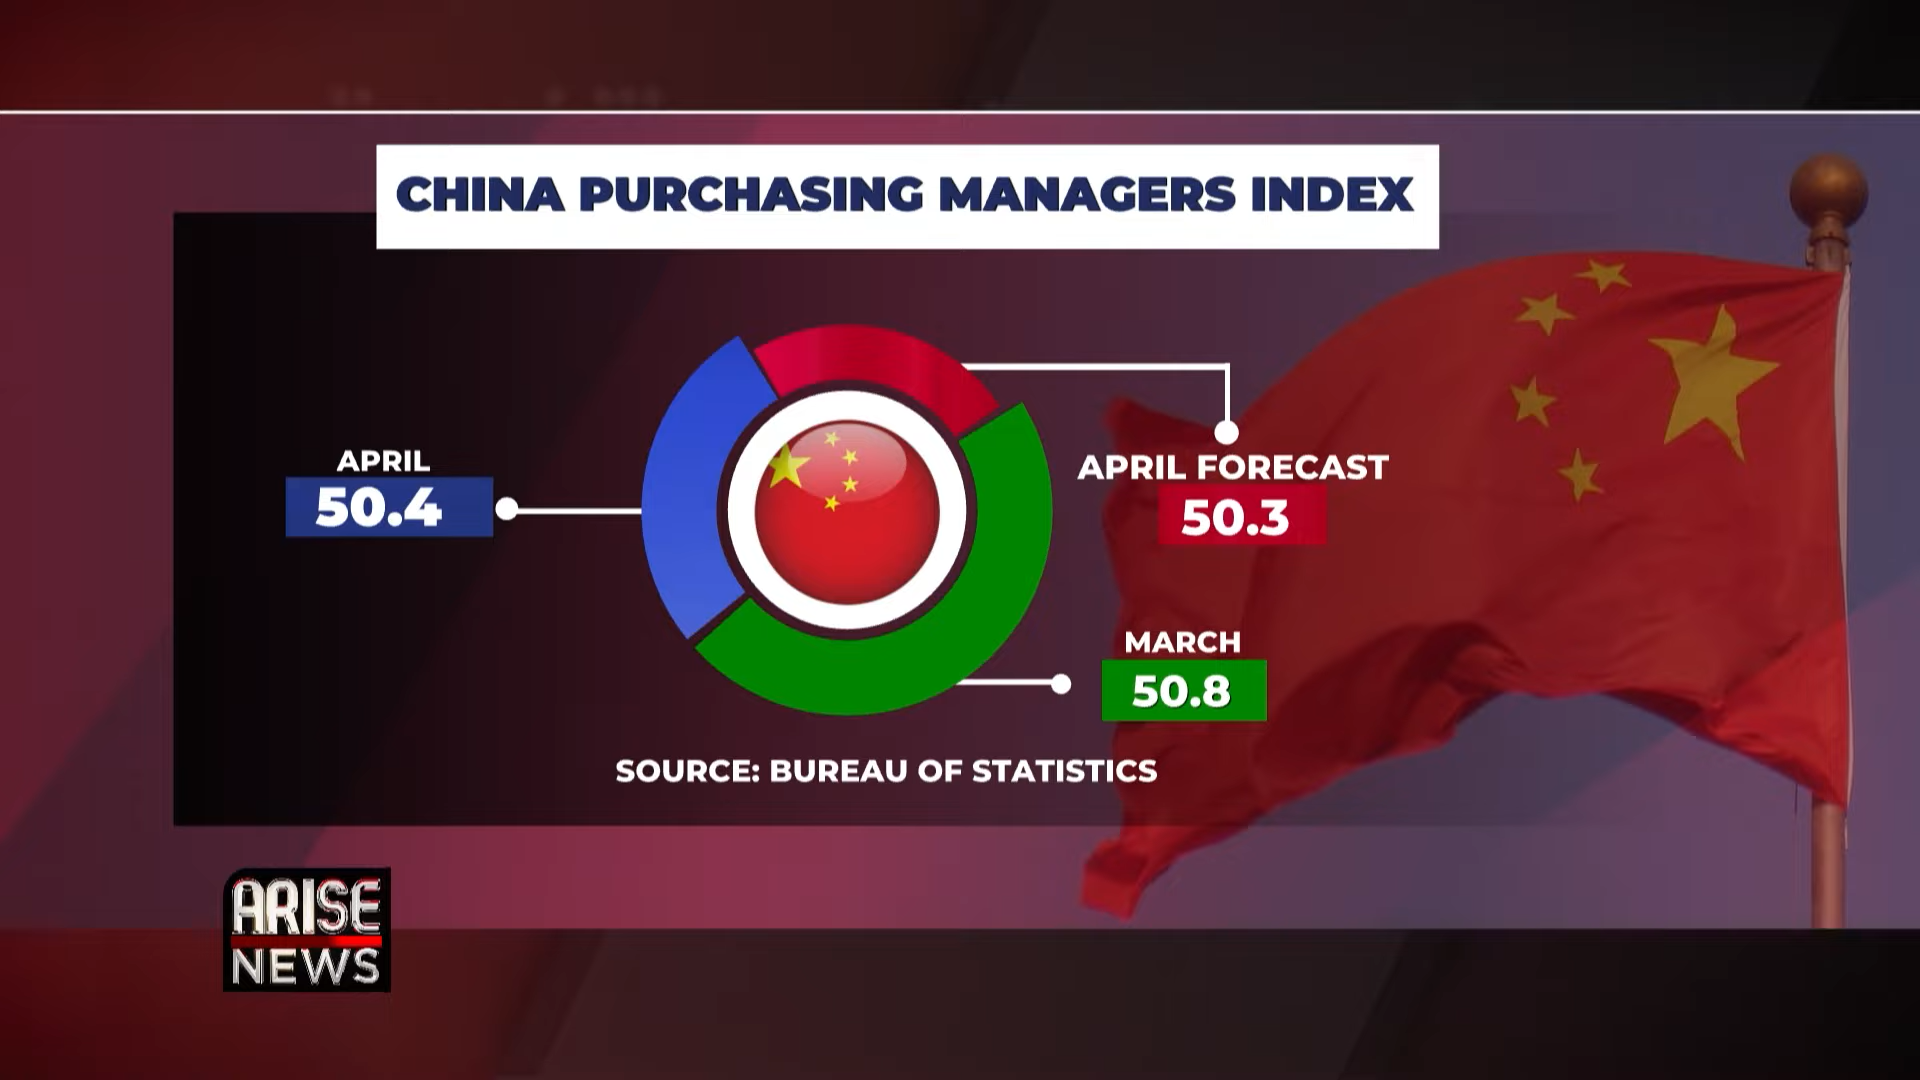 CHINA PURCHASING MANAGERS INDEX
APRIL
50.4
APRIL FORECAST
50.3
MARCH
50.8
SOURCE: BUREAU OF STATISTICS
ARISE
NEWS